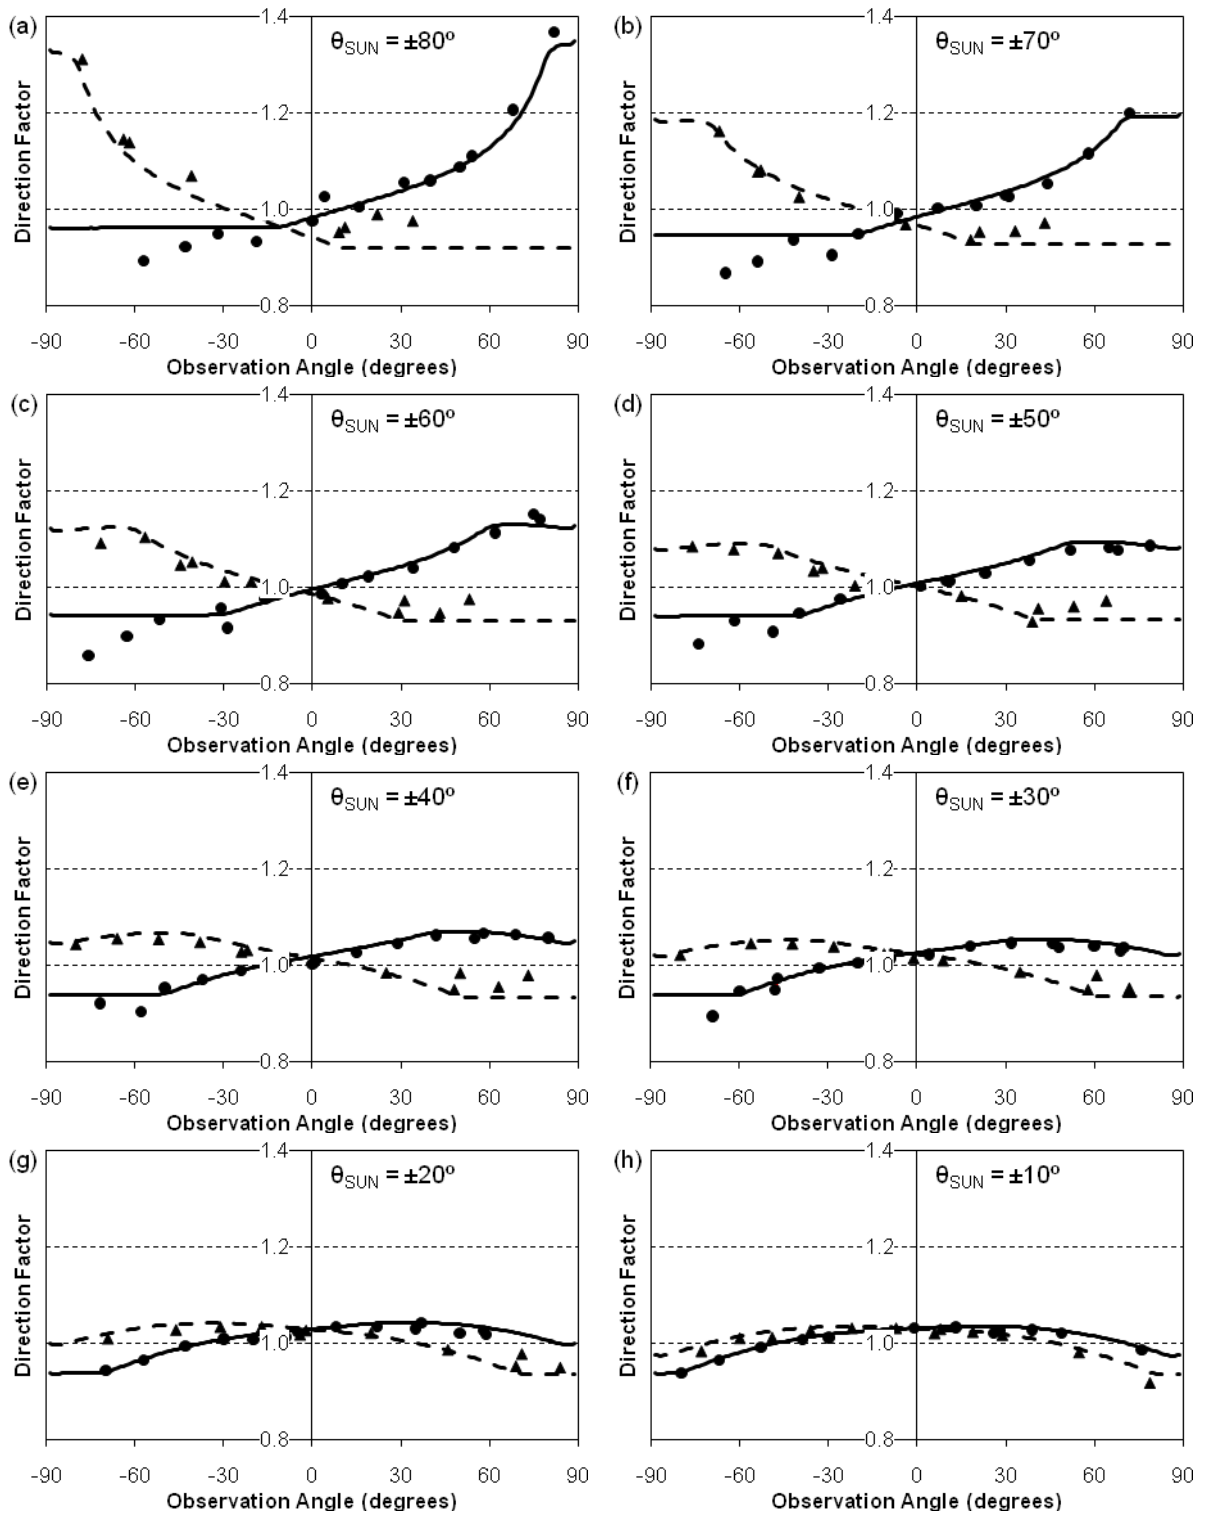 (a) θSUN = ±80º
Direction Factor
1.4
1.2
1.0
0.8
-90 -60 -30 0 30 60 90
Observation Angle (degrees)
(b) θSUN = ±70º
Direction Factor
1.4
1.2
1.0
0.8
-90 -60 -30 0 30 60 90
Observation Angle (degrees)
(c) θSUN = ±60º
Direction Factor
1.4
1.2
1.0
0.8
-90 -60 -30 0 30 60 90
Observation Angle (degrees)
(d) θSUN = ±50º
Direction Factor
1.4
1.2
1.0
0.8
-90 -60 -30 0 30 60 90
Observation Angle (degrees)
(e) θSUN = ±40º
Direction Factor
1.4
1.2
1.0
0.8
-90 -60 -30 0 30 60 90
Observation Angle (degrees)
(f) θSUN = ±30º
Direction Factor
1.4
1.2
1.0
0.8
-90 -60 -30 0 30 60 90
Observation Angle (degrees)
(g) θSUN = ±20º
Direction Factor
1.4
1.2
1.0
0.8
-90 -60 -30 0 30 60 90
Observation Angle (degrees)
(h) θSUN = ±10º
Direction Factor
1.4
1.2
1.0
0.8
-90 -60 -30 0 30 60 90
Observation Angle (degrees)